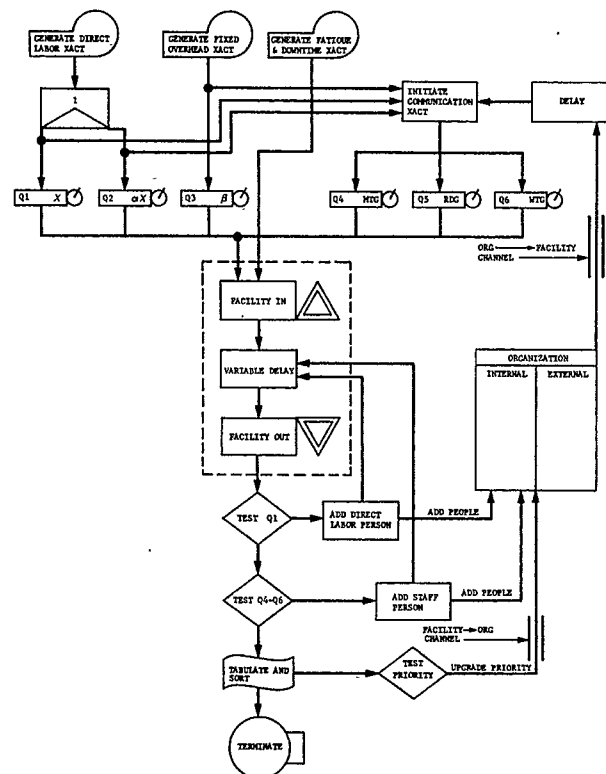 GENERATE DIRECT
LABOR XACT
GENERATE FIXED
OVERHEAD XACT
GENERATE FATIOUE
& DOWNTIME XACT
1
INITIATE
COMMUNICATION
XACT
DELAY
Q1 X
Q2 αX
Q3 β
Q4 MTG
Q5 RDG
Q6 WTG
ORG → FACILITY
CHANNEL
FACILITY IN
VARIABLE DELAY
FACILITY OUT
ORGANIZATION
INTERNAL
EXTERNAL
TEST Q1
ADD DIRECT
LABOR PERSON
ADD PEOPLE
TEST Q4-Q6
ADD STAFF
PERSON
ADD PEOPLE
FACILITY → ORG
CHANNEL
TABULATE AND
SORT
TEST
PRIORITY
UPGRADE PRIORITY
TERMINATE